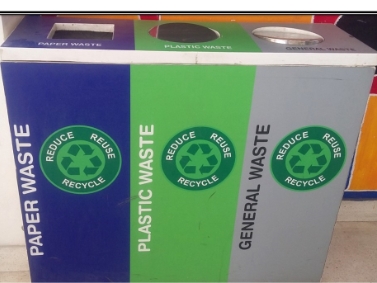 PAPER WASTE
PLASTIC WASTE
GENERAL WASTE
PAPER WASTE
REDUCE REUSE
RECYCLE
PLASTIC WASTE
REDUCE REUSE
RECYCLE
GENERAL WASTE
REDUCE REUSE
RECYCLE